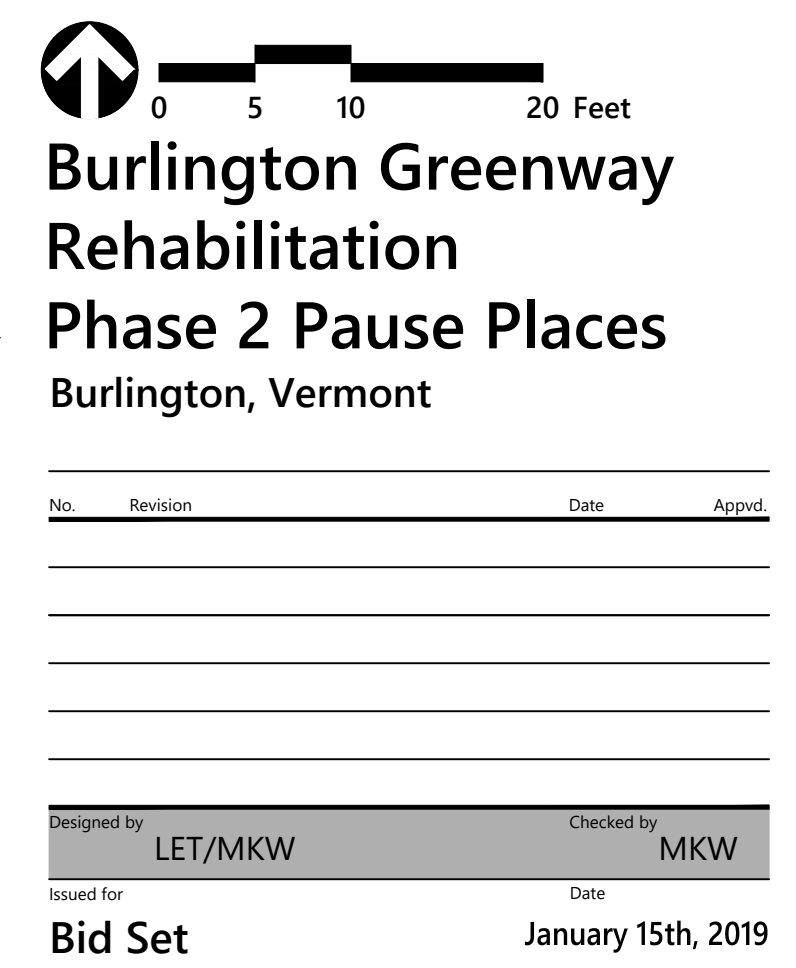 0 5 10 20 Feet
Burlington Greenway
Rehabilitation
Phase 2 Pause Places
Burlington, Vermont
No. Revision Date Appvd.
Designed by Checked by
LET/MKW MKW
Issued for Date
Bid Set January 15th, 2019